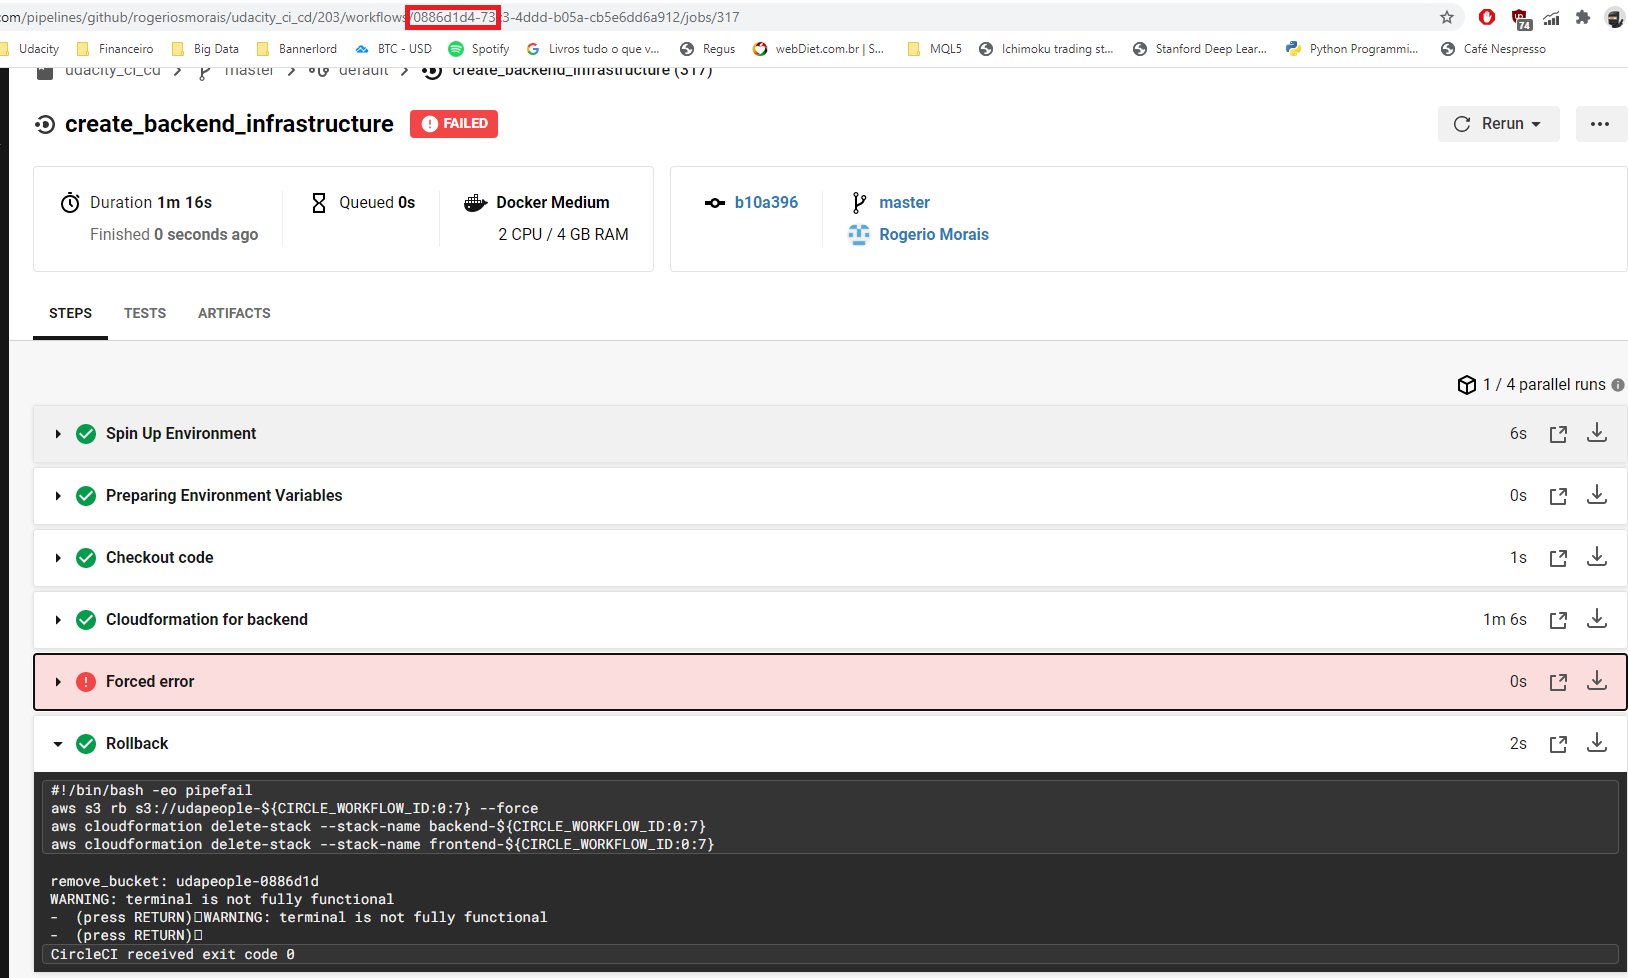 om/pipelines/github/rogeriosmorais/udacity_ci_cd/203/workflows/0886d1d4-73c3-4ddd-b05a-cb5e6dd6a912/jobs/317
74
Udacity Financeiro Big Data Bannerlord BTC - USD Spotify Livros tudo o que v... Regus webDiet.com.br | S... MQL5 Ichimoku trading st... Stanford Deep Lear... Python Programmi... Café Nespresso
udacity_ci_cd master default create_backend_infrastructure (317)
create_backend_infrastructure FAILED Rerun
Duration 1m 16s Queued 0s Docker Medium b10a396 master
Finished 0 seconds ago 2 CPU / 4 GB RAM Rogerio Morais
STEPS TESTS ARTIFACTS
1 / 4 parallel runs
Spin Up Environment 6s
Preparing Environment Variables 0s
Checkout code 1s
Cloudformation for backend 1m 6s
Forced error 0s
Rollback 2s
#!/bin/bash -eo pipefail
aws s3 rb s3://udapeople-${CIRCLE_WORKFLOW_ID:0:7} --force
aws cloudformation delete-stack --stack-name backend-${CIRCLE_WORKFLOW_ID:0:7}
aws cloudformation delete-stack --stack-name frontend-${CIRCLE_WORKFLOW_ID:0:7}
remove_bucket: udapeople-0886d1d
WARNING: terminal is not fully functional
-  (press RETURN)WARNING: terminal is not fully functional
-  (press RETURN)
CircleCI received exit code 0